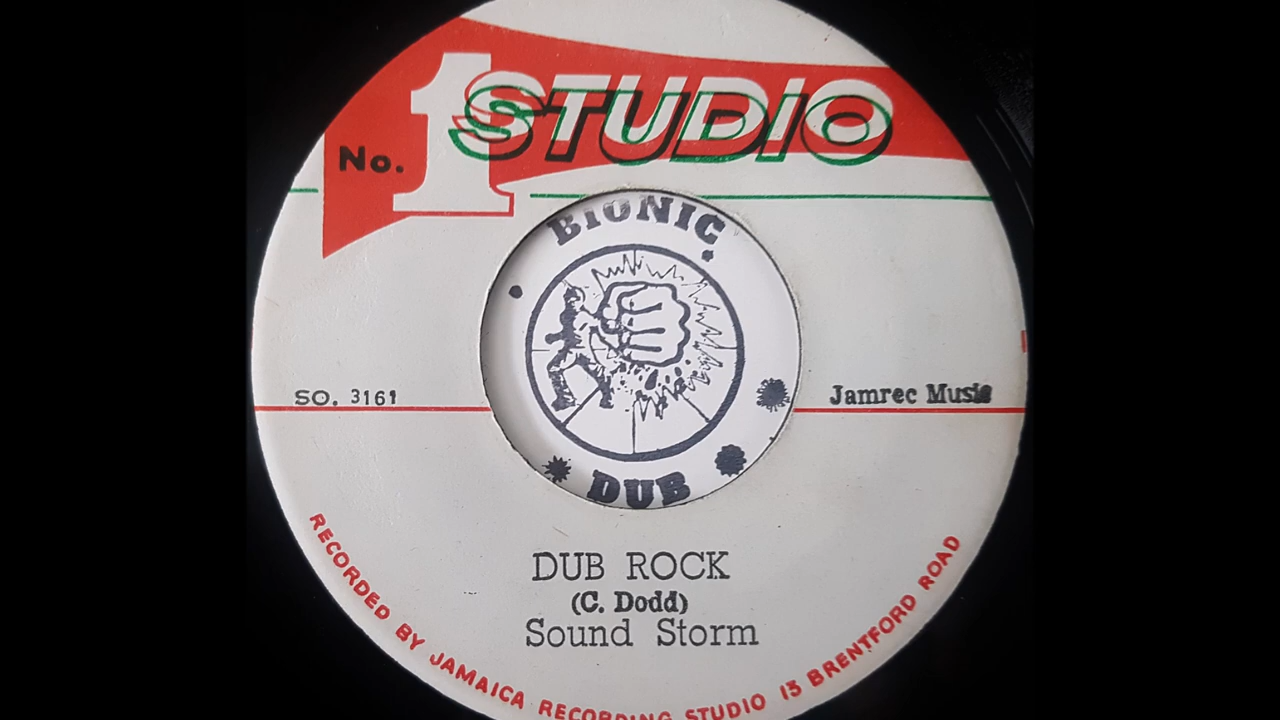 No. 1 STUDIO
BIONIC
DUB
SO. 3161
Jamrec Music
DUB ROCK
(C. Dodd)
Sound Storm
RECORDED BY JAMAICA RECORDING STUDIO 13 BRENTFORD ROAD